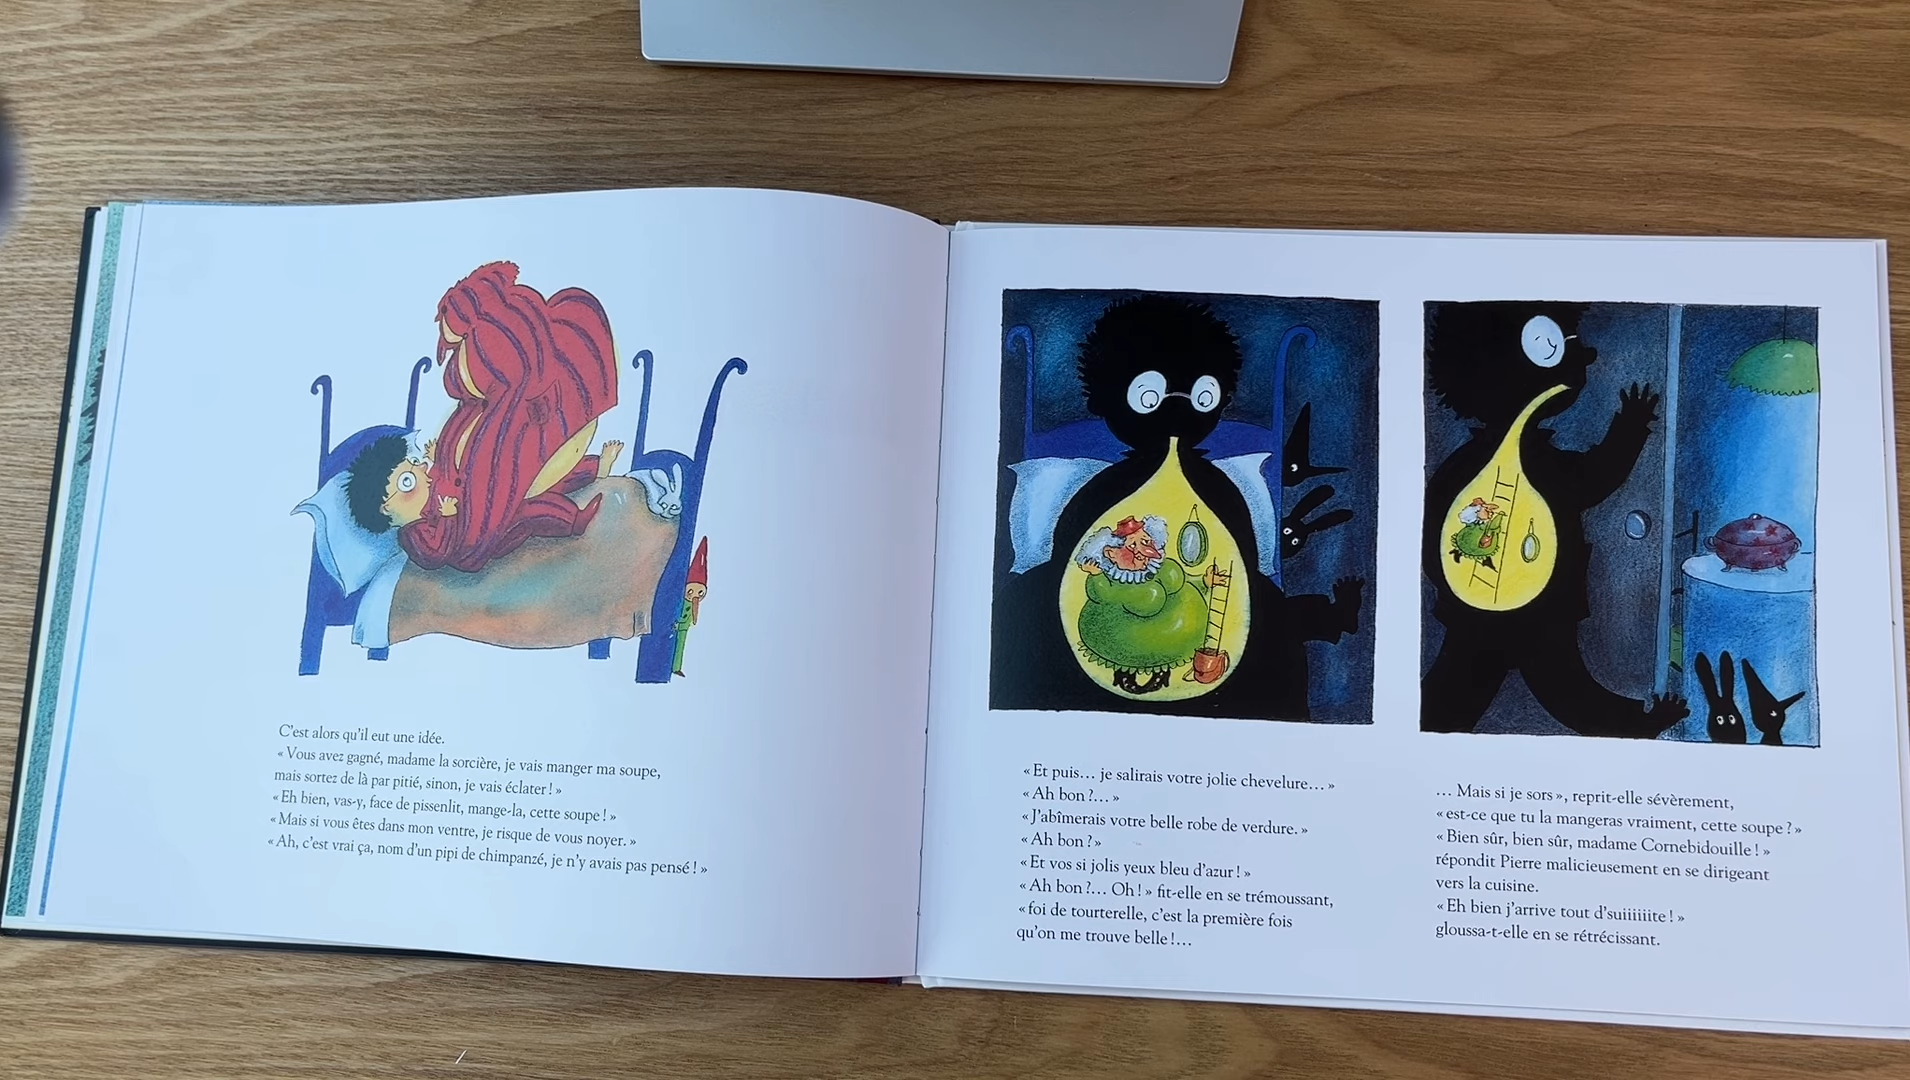 C'est alors qu'il eut une idée.
« Vous avez gagné, madame la sorcière, je vais manger ma soupe,
mais sortez de là par pitié, sinon, je vais éclater ! »
« Eh bien, vas-y, face de pissenlit, mange-la, cette soupe ! »
« Mais si vous êtes dans mon ventre, je risque de vous noyer. »
« Ah, c'est vrai ça, nom d'un pipi de chimpanzé, je n'y avais pas pensé ! »
« Et puis… je salirais votre jolie chevelure… »
« Ah bon ?… »
« J'abîmerais votre belle robe de verdure. »
« Ah bon ? »
« Et vos si jolis yeux bleu d'azur ! »
« Ah bon ?… Oh ! » fit-elle en se trémoussant,
« foi de tourterelle, c'est la première fois
qu'on me trouve belle !…
… Mais si je sors », reprit-elle sévèrement,
« est-ce que tu la mangeras vraiment, cette soupe ? »
« Bien sûr, bien sûr, madame Cornebidouille ! »
répondit Pierre malicieusement en se dirigeant
vers la cuisine.
« Eh bien j'arrive tout d'suiiiiiite ! »
gloussa-t-elle en se rétrécissant.